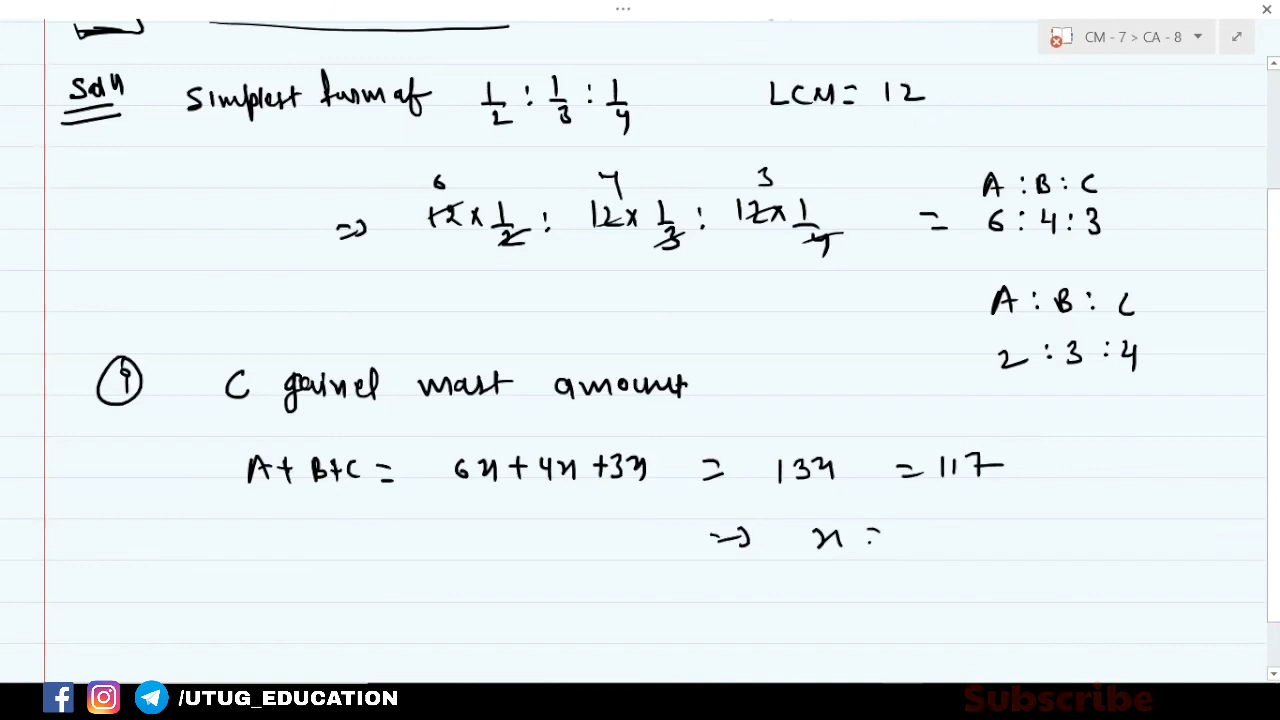 CM - 7 > CA - 8
Solⁿ Simplest form of 1/2 : 1/3 : 1/4 LCM = 12
6 4 3 A : B : C
=> 12 x 1/2 : 12 x 1/3 : 12 x 1/4 = 6 : 4 : 3
A : B : C
2 : 3 : 4
① C gained most amount
A + B + C = 6x + 4x + 3x = 13x = 117
=> x =
/UTUG_EDUCATION
Subscribe